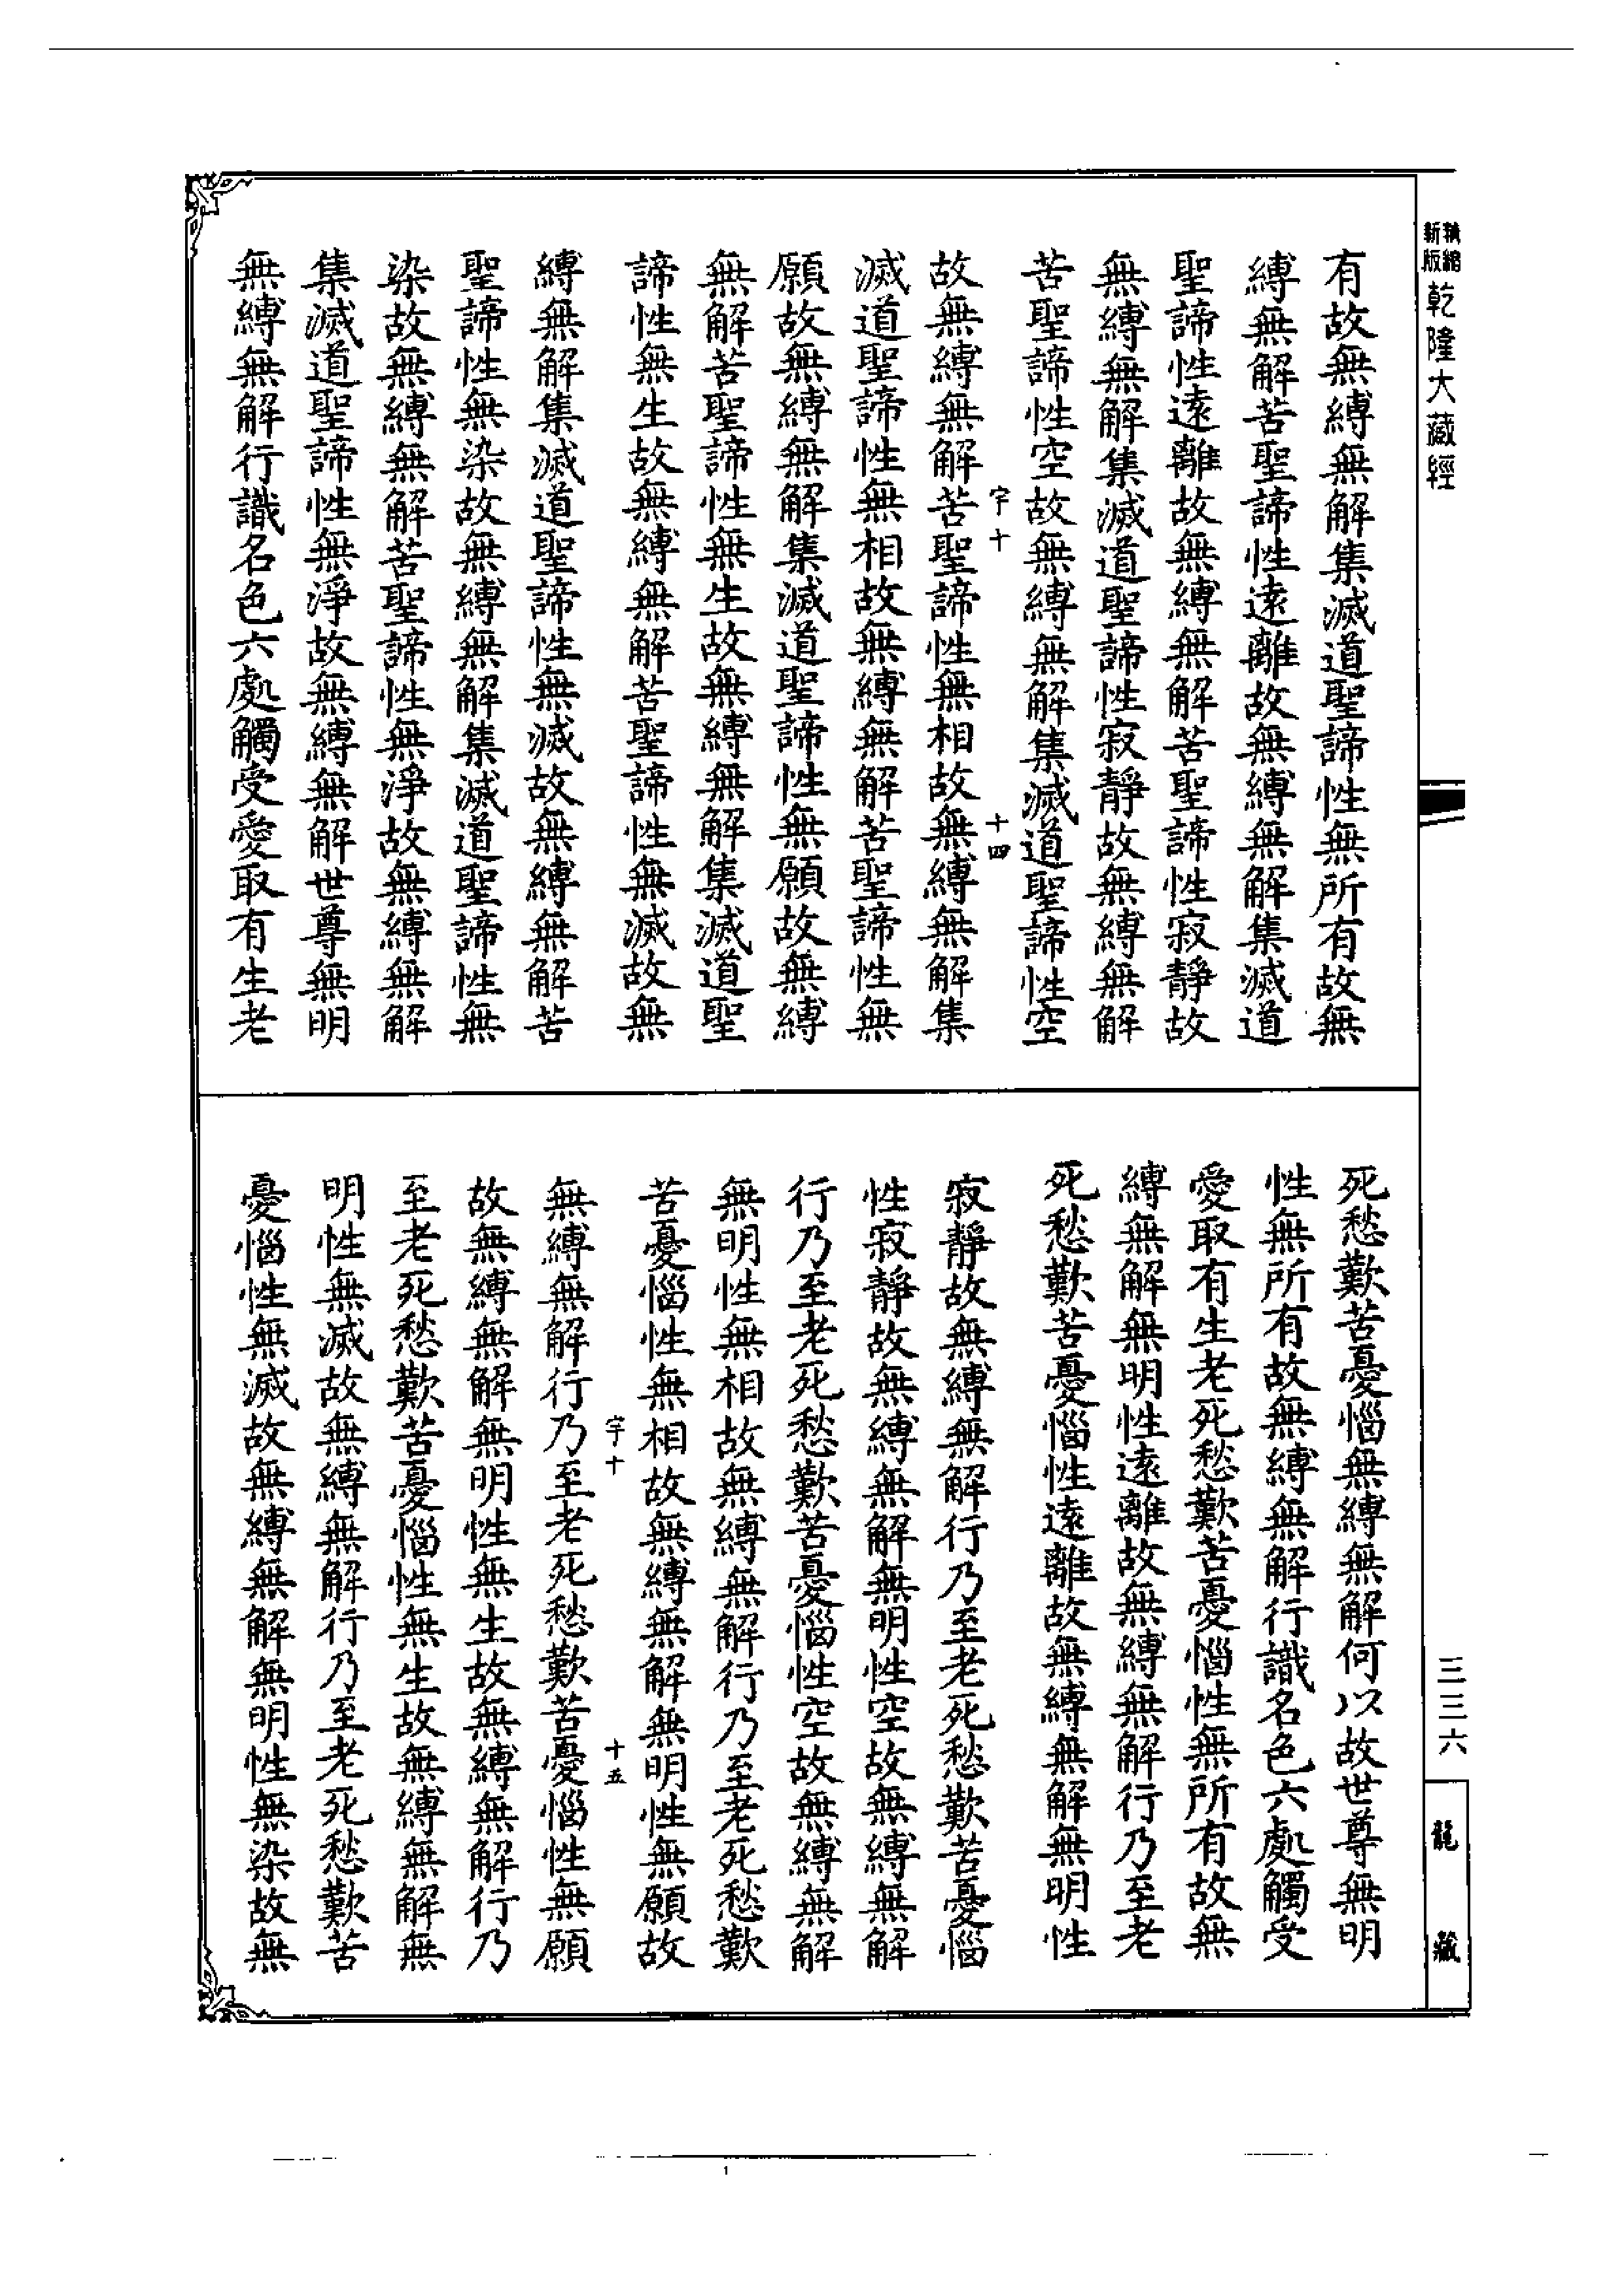 新版
乾隆大藏經
有故無縛無解集滅道聖諦性無所有故無
縛無解苦聖諦性遠離故無縛無解集滅道
聖諦性遠離故無縛無解苦聖諦性寂靜故
無縛無解集滅道聖諦性寂靜故無縛無解
苦聖諦性空故無縛無解集滅道聖諦性空
宇十
十四
故無縛無解苦聖諦性無相故無縛無解集
滅道聖諦性無相故無縛無解苦聖諦性無
願故無縛無解集滅道聖諦性無願故無縛
無解苦聖諦性無生故無縛無解集滅道聖
諦性無生故無縛無解苦聖諦性無滅故無
縛無解集滅道聖諦性無滅故無縛無解苦
聖諦性無染故無縛無解集滅道聖諦性無
染故無縛無解苦聖諦性無淨故無縛無解
集滅道聖諦性無淨故無縛無解世尊無明
無縛無解行識名色六處觸受愛取有生老
死愁歎苦憂惱無縛無解何以故世尊無明
性無所有故無縛無解行識名色六處觸受
愛取有生老死愁歎苦憂惱性無所有故無
縛無解無明性遠離故無縛無解行乃至老
死愁歎苦憂惱性遠離故無縛無解無明性
寂靜故無縛無解行乃至老死愁歎苦憂惱
性寂靜故無縛無解無明性空故無縛無解
行乃至老死愁歎苦憂惱性空故無縛無解
無明性無相故無縛無解行乃至老死愁歎
苦憂惱性無相故無縛無解無明性無願故
宇十
十五
無縛無解行乃至老死愁歎苦憂惱性無願
故無縛無解無明性無生故無縛無解行乃
至老死愁歎苦憂惱性無生故無縛無解無
明性無滅故無縛無解行乃至老死愁歎苦
憂惱性無滅故無縛無解無明性無染故無
三三六
龍藏
1